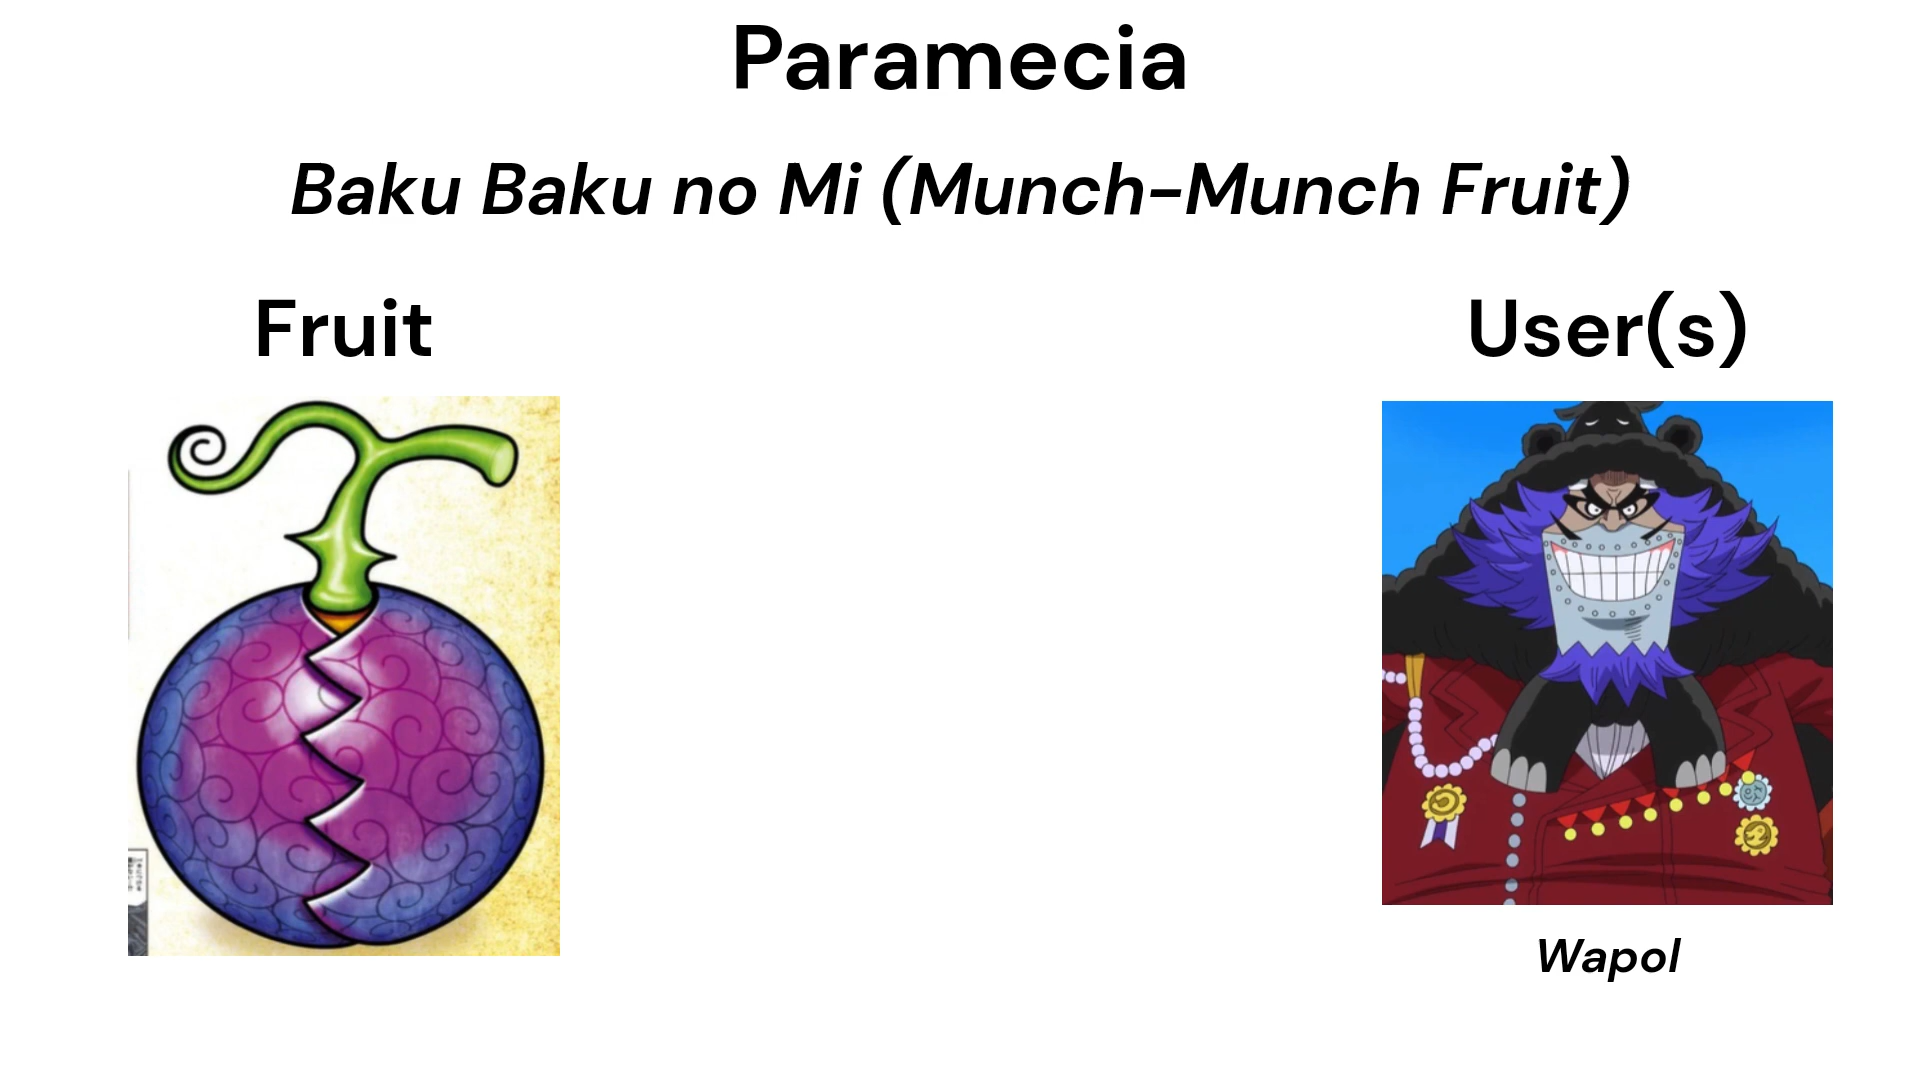 Paramecia
Baku Baku no Mi (Munch-Munch Fruit)
Fruit
User(s)
Wapol